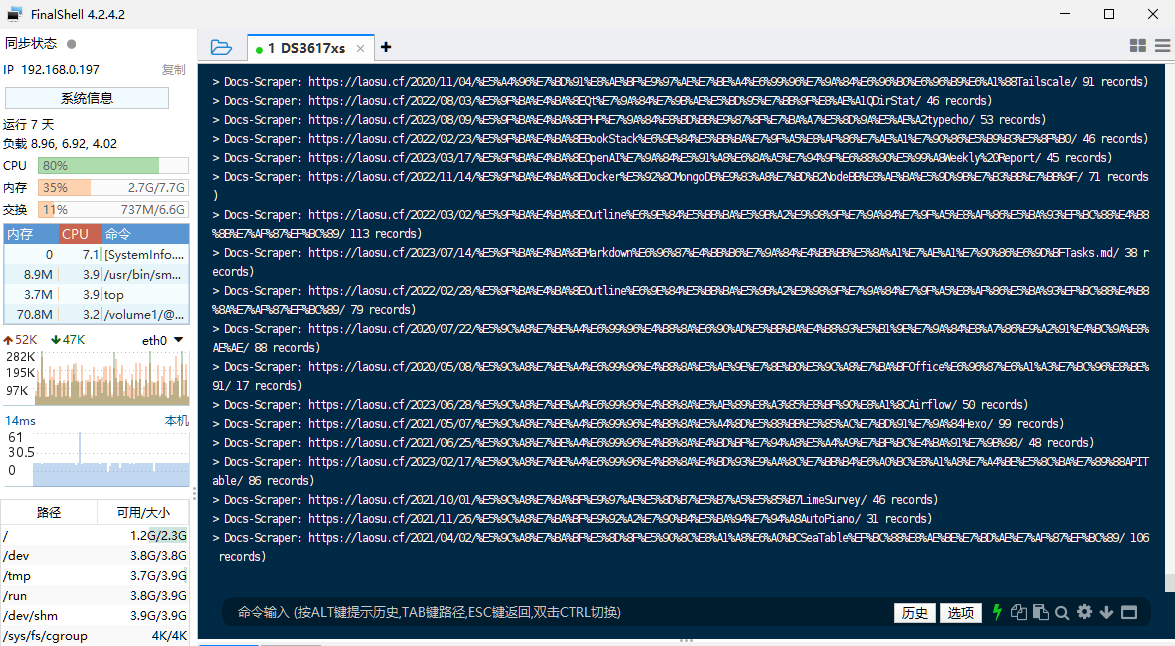 FinalShell 4.2.4.2
同步状态
IP 192.168.0.197
复制
系统信息
运行 7 天
负载 8.96, 6.92, 4.02
CPU 80%
内存 35% 2.7G/7.7G
交换 11% 737M/6.6G
内存 CPU 命令
0 7.1 [SystemInfo....
8.9M 3.9 /usr/bin/sm...
3.7M 3.9 top
70.8M 3.2 /volume1/@...
52K 47K eth0
282K
195K
97K
14ms 本机
61
30.5
0
路径 可用/大小
/ 1.2G/2.3G
/dev 3.8G/3.8G
/tmp 3.7G/3.9G
/run 3.8G/3.9G
/dev/shm 3.9G/3.9G
/sys/fs/cgroup 4K/4K
1 DS3617xs
> Docs-Scraper: https://laosu.cf/2020/11/04/%E5%A4%96%E7%BD%91%E8%AE%BF%E9%97%AE%E7%BE%A4%E6%99%96%E7%9A%84%E6%96%B0%E6%96%B9%E6%A1%88Tailscale/ 91 records)
> Docs-Scraper: https://laosu.cf/2022/08/03/%E5%9F%BA%E4%BA%8EQt%E7%9A%84%E7%9B%AE%E5%BD%95%E7%BB%9F%E8%AE%A1QDirStat/ 46 records)
> Docs-Scraper: https://laosu.cf/2023/08/09/%E5%9F%BA%E4%BA%8EPHP%E7%9A%84%E8%BD%BB%E9%87%8F%E7%BA%A7%E5%8D%9A%E5%AE%A2typecho/ 53 records)
> Docs-Scraper: https://laosu.cf/2022/02/23/%E5%9F%BA%E4%BA%8EBookStack%E6%9E%84%E5%BB%BA%E7%9F%A5%E8%AF%86%E7%AE%A1%E7%90%86%E5%B9%B3%E5%8F%B0/ 46 records)
> Docs-Scraper: https://laosu.cf/2023/03/17/%E5%9F%BA%E4%BA%8EOpenAI%E7%9A%84%E5%91%A8%E6%8A%A5%E7%94%9F%E6%88%90%E5%99%A8Weekly%20Report/ 45 records)
> Docs-Scraper: https://laosu.cf/2022/11/14/%E5%9F%BA%E4%BA%8EDocker%E5%92%8CMongoDB%E9%83%A8%E7%BD%B2NodeBB%E8%AE%BA%E5%9D%9B%E7%B3%BB%E7%BB%9F/ 71 records
)
> Docs-Scraper: https://laosu.cf/2022/03/02/%E5%9F%BA%E4%BA%8EOutline%E6%9E%84%E5%BB%BA%E5%9B%A2%E9%98%9F%E7%9A%84%E7%9F%A5%E8%AF%86%E5%BA%93%EF%BC%88%E4%B8
%8B%E7%AF%87%EF%BC%89/ 113 records)
> Docs-Scraper: https://laosu.cf/2023/07/14/%E5%9F%BA%E4%BA%8EMarkdown%E6%96%87%E4%BB%B6%E7%9A%84%E4%BB%BB%E5%8A%A1%E7%AE%A1%E7%90%86%E6%9D%BFTasks.md/ 38 r
ecords)
> Docs-Scraper: https://laosu.cf/2022/02/28/%E5%9F%BA%E4%BA%8EOutline%E6%9E%84%E5%BB%BA%E5%9B%A2%E9%98%9F%E7%9A%84%E7%9F%A5%E8%AF%86%E5%BA%93%EF%BC%88%E4%B8
%8A%E7%AF%87%EF%BC%89/ 79 records)
> Docs-Scraper: https://laosu.cf/2020/07/22/%E5%9C%A8%E7%BE%A4%E6%99%96%E4%B8%8A%E6%90%AD%E5%BB%BA%E4%B8%93%E5%B1%9E%E7%9A%84%E8%A7%86%E9%A2%91%E4%BC%9A%E8%
AE%AE/ 88 records)
> Docs-Scraper: https://laosu.cf/2020/05/08/%E5%9C%A8%E7%BE%A4%E6%99%96%E4%B8%8A%E5%AE%9E%E7%8E%B0%E5%9C%A8%E7%BA%BFOffice%E6%96%87%E6%A1%A3%E7%BC%96%E8%BE%
91/ 17 records)
> Docs-Scraper: https://laosu.cf/2023/06/28/%E5%9C%A8%E7%BE%A4%E6%99%96%E4%B8%8A%E5%AE%89%E8%A3%85%E8%BF%90%E8%A1%8CAirflow/ 50 records)
> Docs-Scraper: https://laosu.cf/2021/05/07/%E5%9C%A8%E7%BE%A4%E6%99%96%E4%B8%8A%E5%A4%8D%E5%88%BB%E5%85%AC%E7%BD%91%E7%9A%84Hexo/ 99 records)
> Docs-Scraper: https://laosu.cf/2021/06/25/%E5%9C%A8%E7%BE%A4%E6%99%96%E4%B8%8A%E4%BD%BF%E7%94%A8%E5%A4%A9%E7%BF%BC%E4%BA%91%E7%9B%98/ 48 records)
> Docs-Scraper: https://laosu.cf/2023/02/17/%E5%9C%A8%E7%BE%A4%E6%99%96%E4%B8%8A%E4%BD%93%E9%AA%8C%E7%BB%B4%E6%A0%BC%E8%A1%A8%E7%A4%BE%E5%8C%BA%E7%89%88APIT
able/ 86 records)
> Docs-Scraper: https://laosu.cf/2021/10/01/%E5%9C%A8%E7%BA%BF%E9%97%AE%E5%8D%B7%E5%B7%A5%E5%85%B7LimeSurvey/ 46 records)
> Docs-Scraper: https://laosu.cf/2021/11/26/%E5%9C%A8%E7%BA%BF%E9%92%A2%E7%90%B4%E5%BA%94%E7%94%A8AutoPiano/ 31 records)
> Docs-Scraper: https://laosu.cf/2021/04/02/%E5%9C%A8%E7%BA%BF%E5%8D%8F%E5%90%8C%E8%A1%A8%E6%A0%BCSeaTable%EF%BC%88%E8%AE%BE%E7%BD%AE%E7%AF%87%EF%BC%89/ 106
records)
命令输入 (按ALT键提示历史,TAB键路径,ESC键返回,双击CTRL切换)
历史
选项